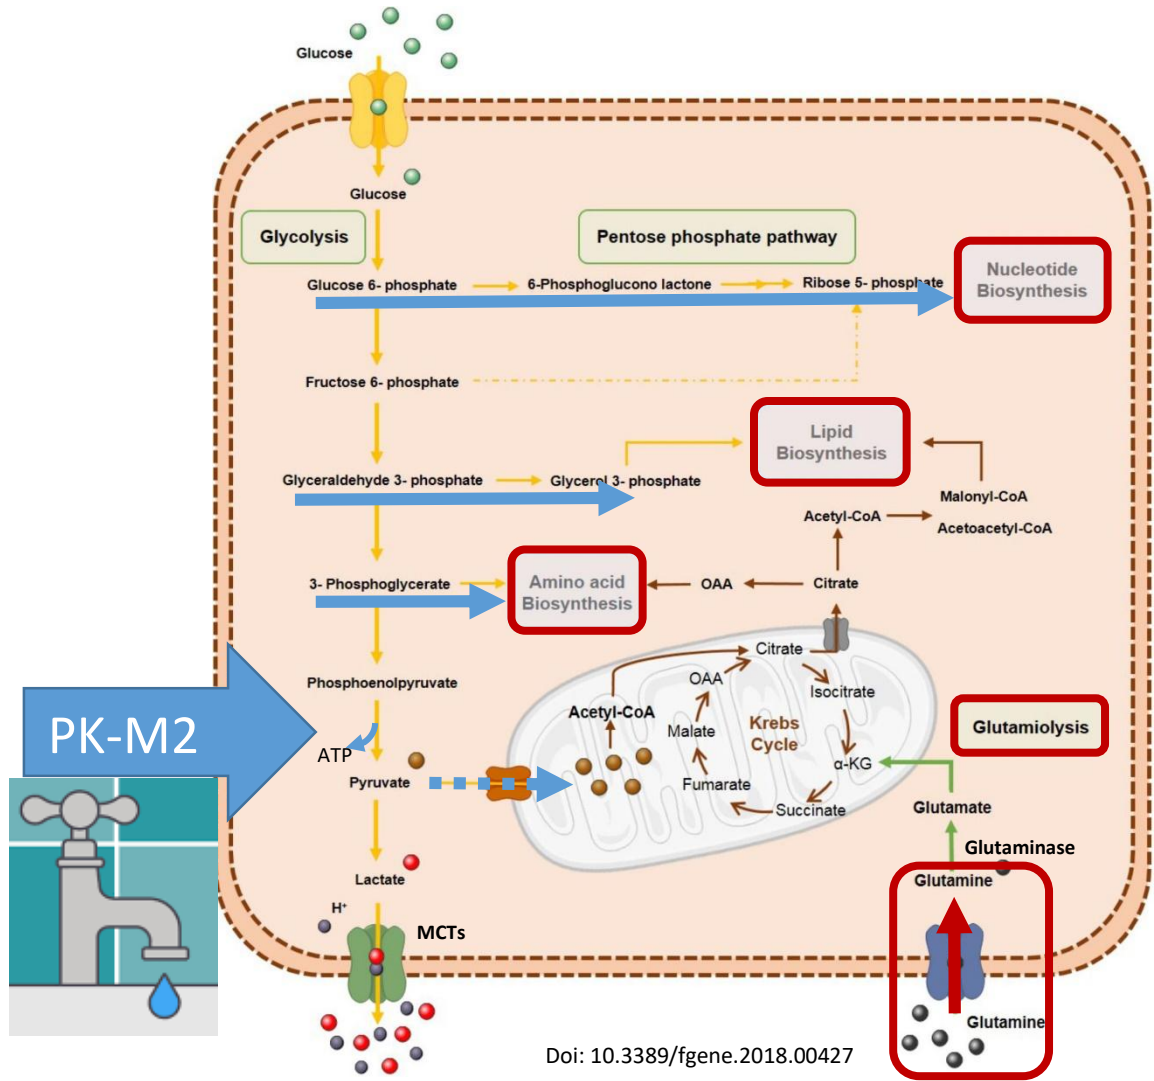 Glucose
Glucose
Glycolysis
Pentose phosphate pathway
Glucose 6- phosphate
6-Phosphoglucono lactone
Ribose 5- phosphate
Nucleotide
Biosynthesis
Fructose 6- phosphate
Lipid
Biosynthesis
Glyceraldehyde 3- phosphate
Glycerol 3- phosphate
Malonyl-CoA
Acetyl-CoA
Acetoacetyl-CoA
3- Phosphoglycerate
Amino acid
Biosynthesis
OAA
Citrate
Phosphoenolpyruvate
PK-M2
ATP
Pyruvate
Citrate
OAA
Isocitrate
Acetyl-CoA
Malate
Krebs
Cycle
α-KG
Fumarate
Succinate
Glutamiolysis
Glutamate
Glutaminase
Glutamine
Lactate
H+
MCTs
Glutamine
Doi: 10.3389/fgene.2018.00427